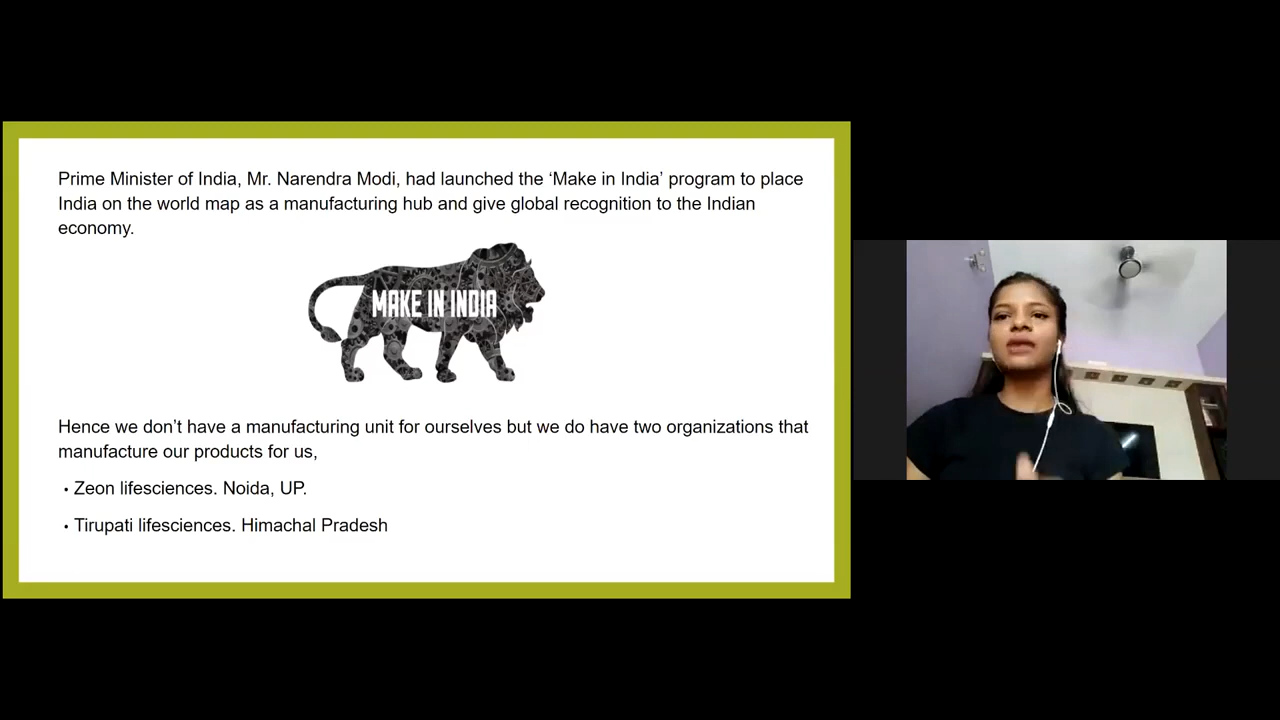 Prime Minister of India, Mr. Narendra Modi, had launched the ‘Make in India’ program to place
India on the world map as a manufacturing hub and give global recognition to the Indian
economy.
MAKE IN INDIA
Hence we don’t have a manufacturing unit for ourselves but we do have two organizations that
manufacture our products for us,
• Zeon lifesciences. Noida, UP.
• Tirupati lifesciences. Himachal Pradesh